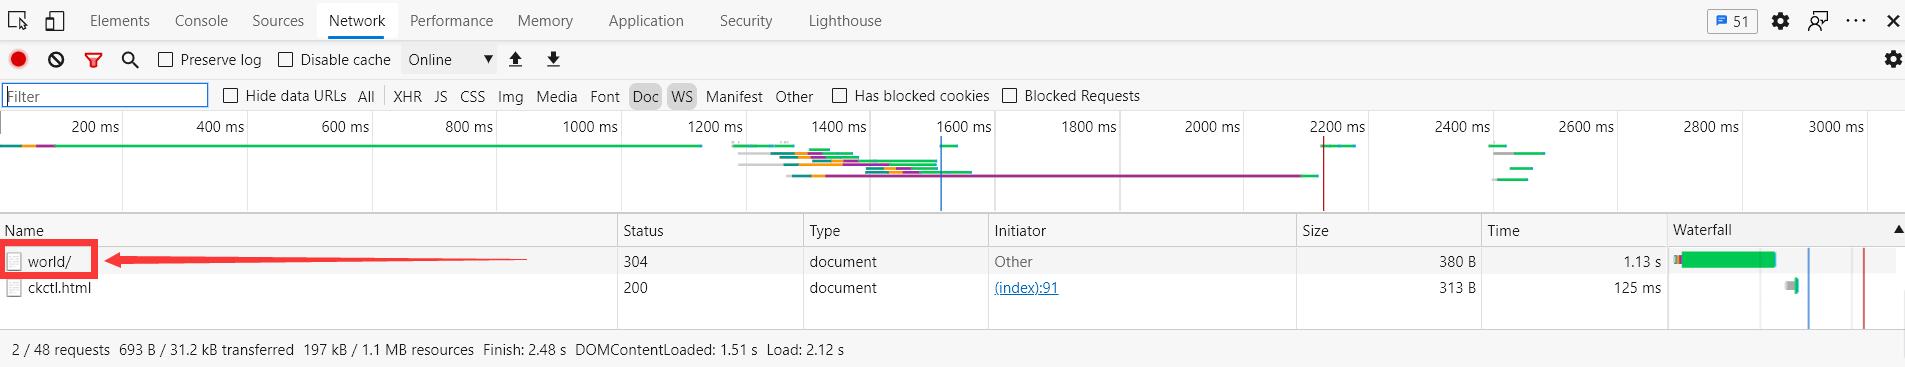 Elements Console Sources Network Performance Memory Application Security Lighthouse 51
Preserve log Disable cache Online
Filter Hide data URLs All XHR JS CSS Img Media Font Doc WS Manifest Other Has blocked cookies Blocked Requests
200 ms 400 ms 600 ms 800 ms 1000 ms 1200 ms 1400 ms 1600 ms 1800 ms 2000 ms 2200 ms 2400 ms 2600 ms 2800 ms 3000 ms
Name Status Type Initiator Size Time Waterfall
world/ 304 document Other 380 B 1.13 s
ckctl.html 200 document (index):91 313 B 125 ms
2 / 48 requests 693 B / 31.2 kB transferred 197 kB / 1.1 MB resources Finish: 2.48 s DOMContentLoaded: 1.51 s Load: 2.12 s